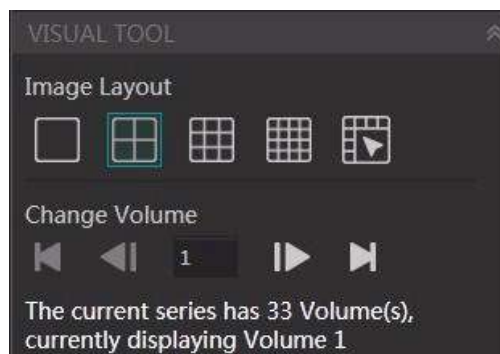 VISUAL TOOL
Image Layout
Change Volume
1
The current series has 33 Volume(s),
currently displaying Volume 1